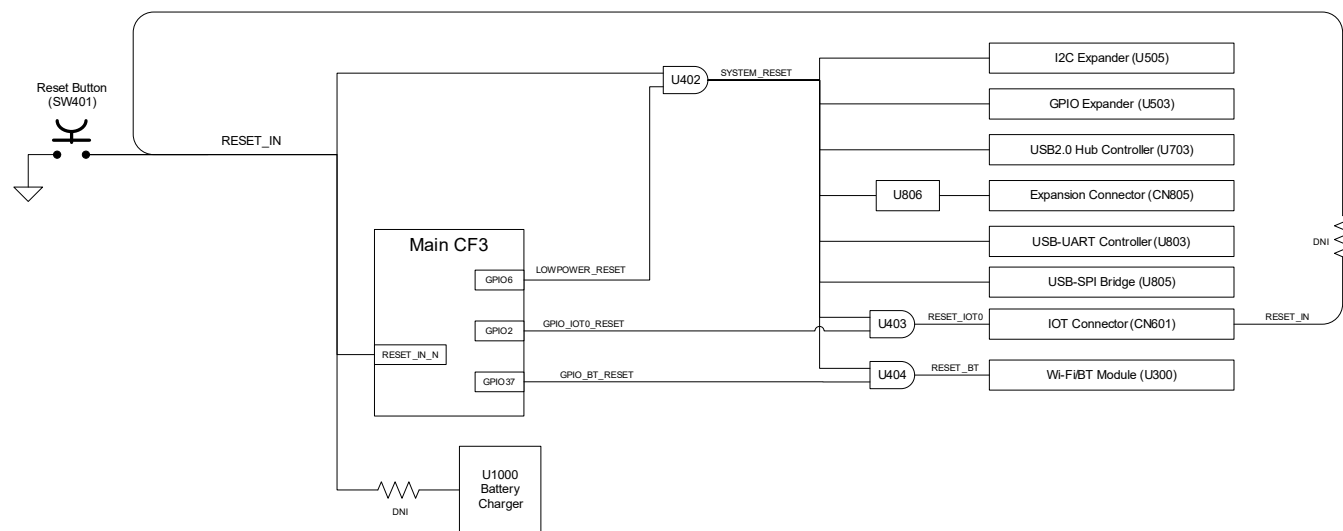 Reset Button
(SW401)
RESET_IN
U402
SYSTEM_RESET
I2C Expander (U505)
GPIO Expander (U503)
USB2.0 Hub Controller (U703)
U806
Expansion Connector (CN805)
USB-UART Controller (U803)
USB-SPI Bridge (U805)
DNI
Main CF3
GPIO6
LOWPOWER_RESET
GPIO2
GPIO_IOT0_RESET
U403
RESET_IOT0
IOT Connector (CN601)
RESET_IN
RESET_IN_N
GPIO37
GPIO_BT_RESET
U404
RESET_BT
Wi-Fi/BT Module (U300)
DNI
U1000
Battery
Charger